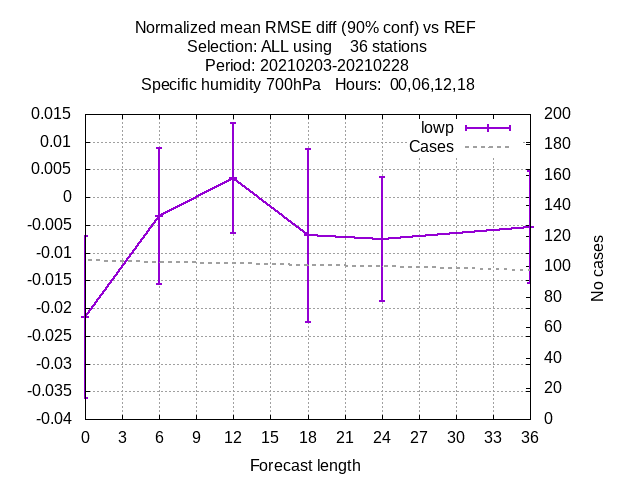 Normalized mean RMSE diff (90% conf) vs REF
Selection: ALL using    36 stations
Period: 20210203-20210228
Specific humidity 700hPa   Hours:  00,06,12,18
lowp
Cases
0.015
0.01
0.005
0
-0.005
-0.01
-0.015
-0.02
-0.025
-0.03
-0.035
-0.04
200
180
160
140
120
100
80
60
40
20
0
No cases
0 3 6 9 12 15 18 21 24 27 30 33 36
Forecast length